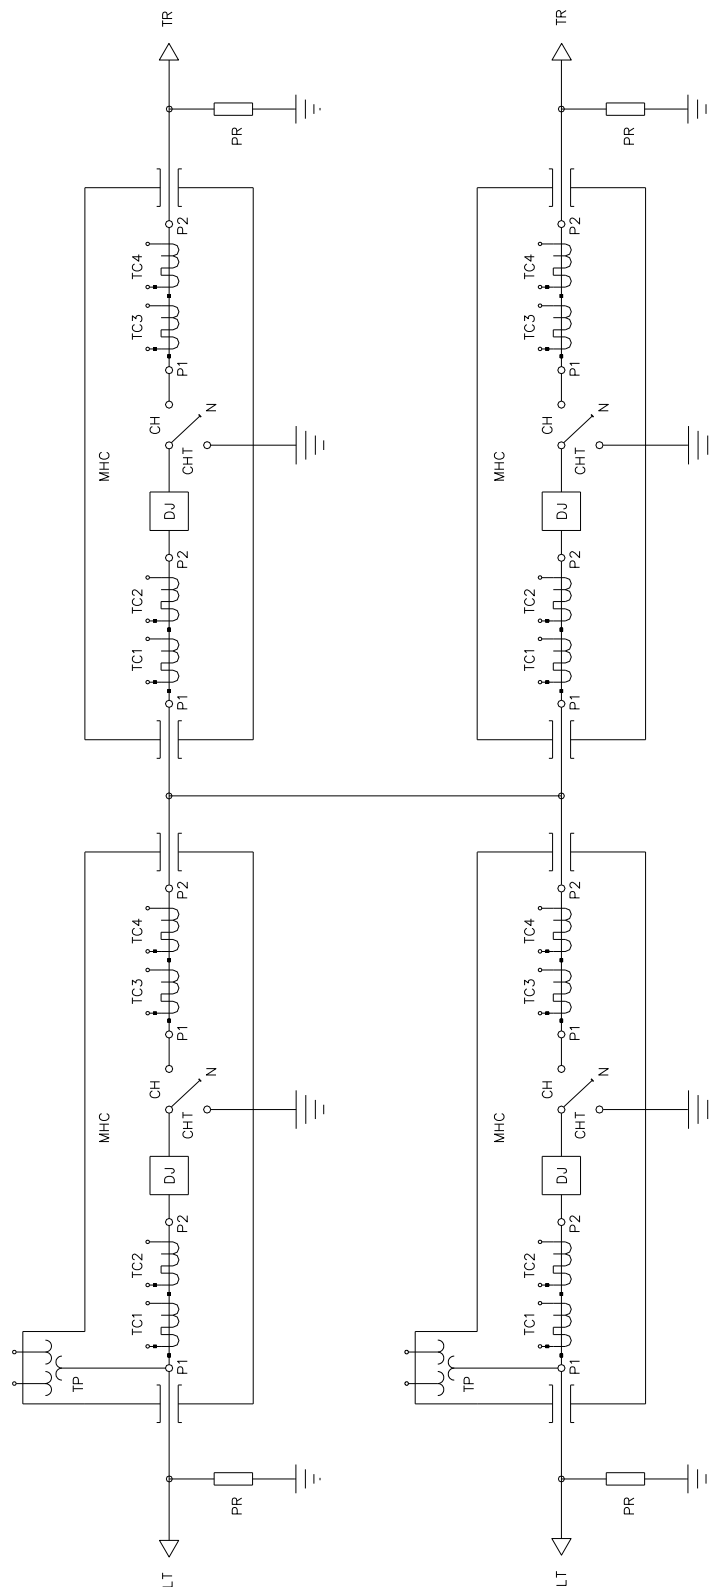 TR
TR
PR
PR
P2
P2
TC4
TC4
TC3
TC3
P1
P1
CH
N
CH
N
MHC
CHT
MHC
CHT
DJ
DJ
P2
P2
TC2
TC2
TC1
TC1
P1
P1
P2
P2
TC4
TC4
TC3
TC3
P1
P1
CH
N
CH
N
MHC
CHT
MHC
CHT
DJ
DJ
P2
P2
TC2
TC2
TC1
TC1
P1
P1
TP
TP
PR
PR
LT
LT